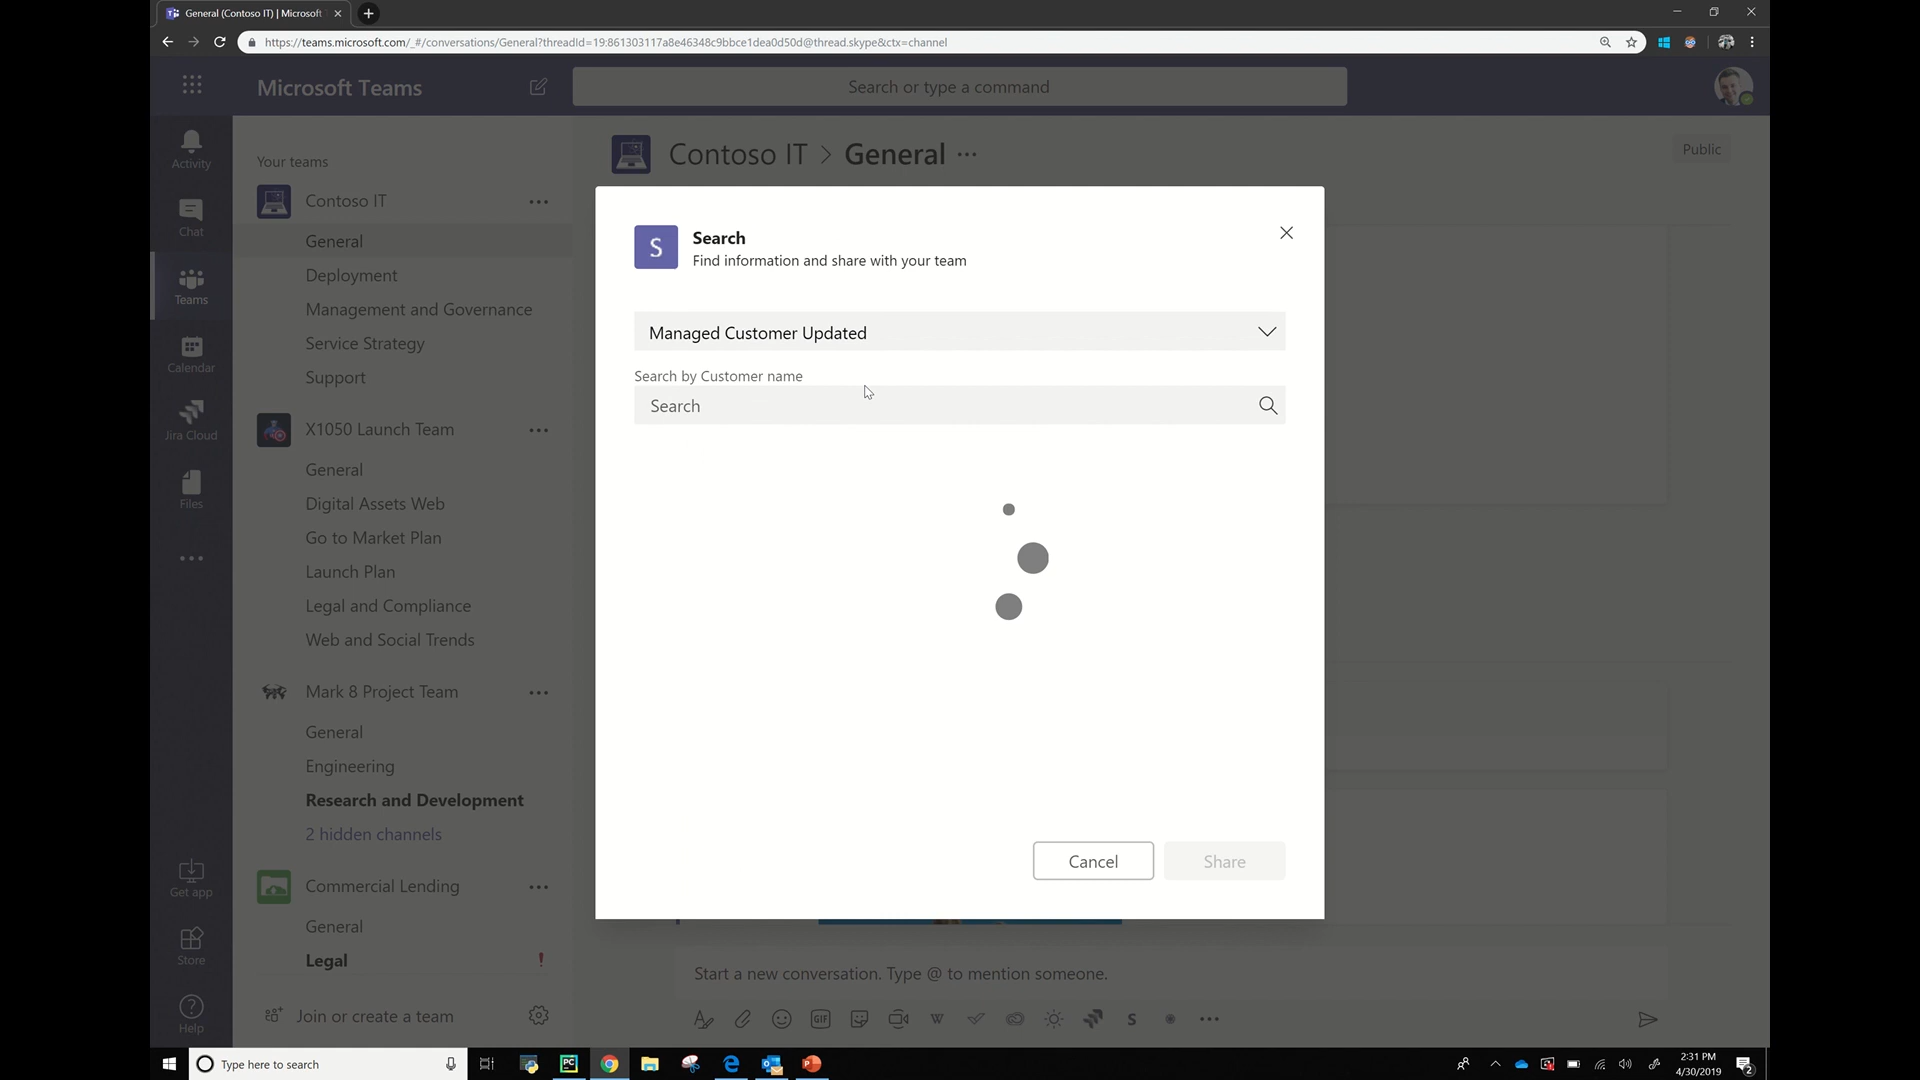 General (Contoso IT) | Microsoft
https://teams.microsoft.com/_#/conversations/General?threadId=19:861303117a8e46348c9bbce1dea0d50d@thread.skype&ctx=channel
Microsoft Teams
Search or type a command
Activity
Chat
Teams
Calendar
Jira Cloud
Files
Get app
Store
Help
Your teams
Contoso IT
General
Deployment
Management and Governance
Service Strategy
Support
X1050 Launch Team
General
Digital Assets Web
Go to Market Plan
Launch Plan
Legal and Compliance
Web and Social Trends
Mark 8 Project Team
General
Engineering
Research and Development
2 hidden channels
Commercial Lending
General
Legal !
Join or create a team
Contoso IT > General ···
Public
S
Search
Find information and share with your team
Managed Customer Updated
Search by Customer name
Search
Cancel
Share
Start a new conversation. Type @ to mention someone.
GIF
W
S
Type here to search
PC
2:31 PM
4/30/2019
2